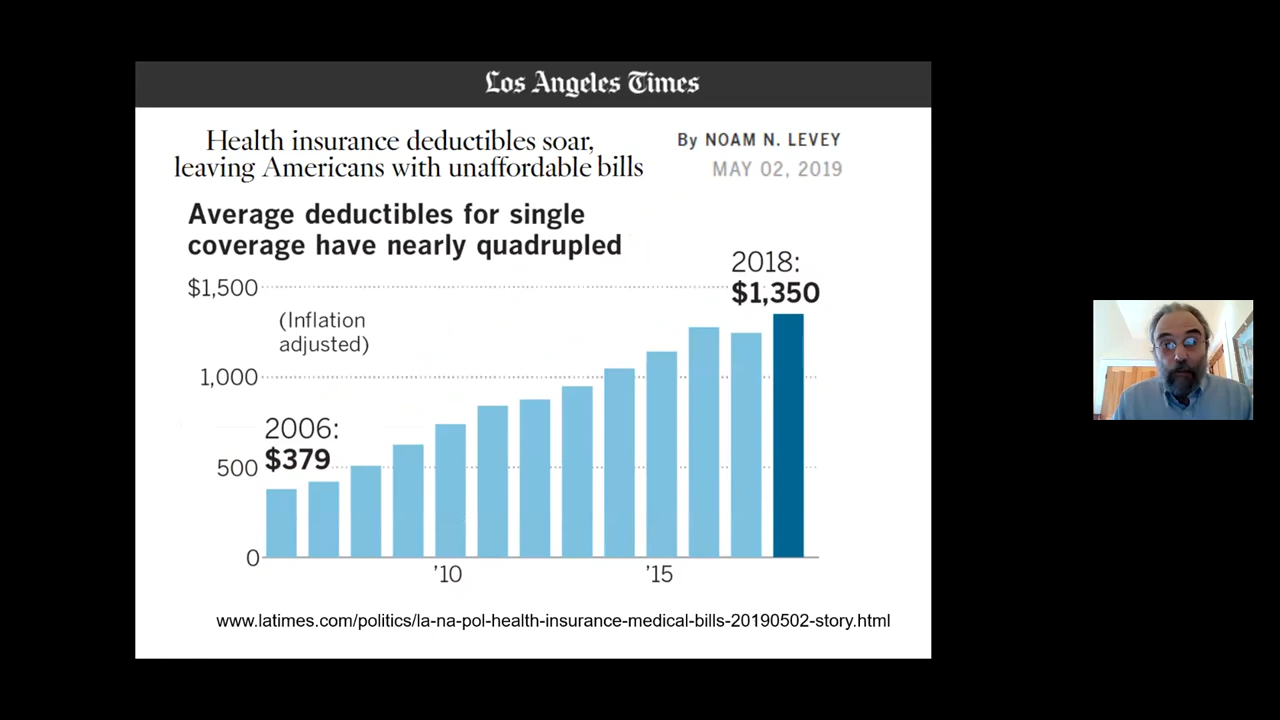 Los Angeles Times
Health insurance deductibles soar,
leaving Americans with unaffordable bills
By NOAM N. LEVEY
MAY 02, 2019
Average deductibles for single
coverage have nearly quadrupled
2018:
$1,350
$1,500
(Inflation
adjusted)
1,000
2006:
$379
500
0
'10
'15
www.latimes.com/politics/la-na-pol-health-insurance-medical-bills-20190502-story.html